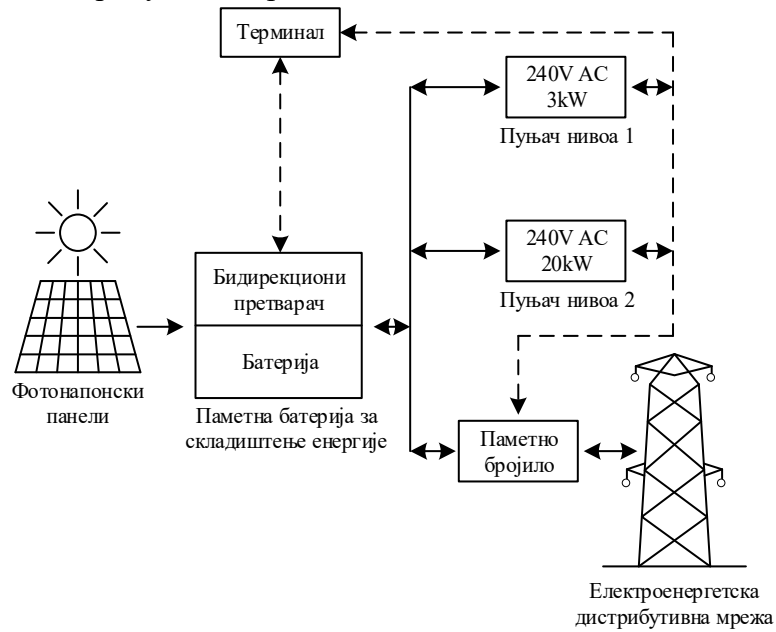 Терминал
240V AC
3kW
Пуњач нивоа 1
240V AC
20kW
Пуњач нивоа 2
Бидирекциони
претварач
Батерија
Фотонапонски
панели
Паметна батерија за
складиштење енергије
Паметно
бројило
Електроенергетска
дистрибутивна мрежа